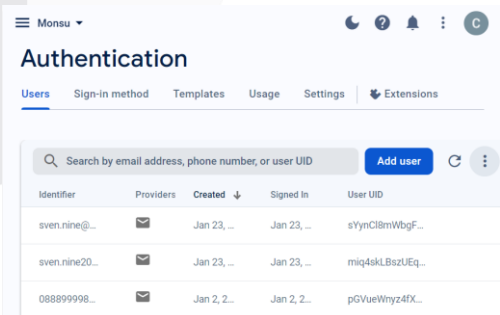 Monsu
C
Authentication
Users Sign-in method Templates Usage Settings Extensions
Search by email address, phone number, or user UID Add user
Identifier Providers Created Signed In User UID
sven.nine@... Jan 23, ... Jan 23, ... sYynCl8mWbgF...
sven.nine20... Jan 23, ... Jan 23, ... miq4skLBszUEq...
088899998... Jan 2, 2... Jan 2, 2... pGVueWnyz4fX...